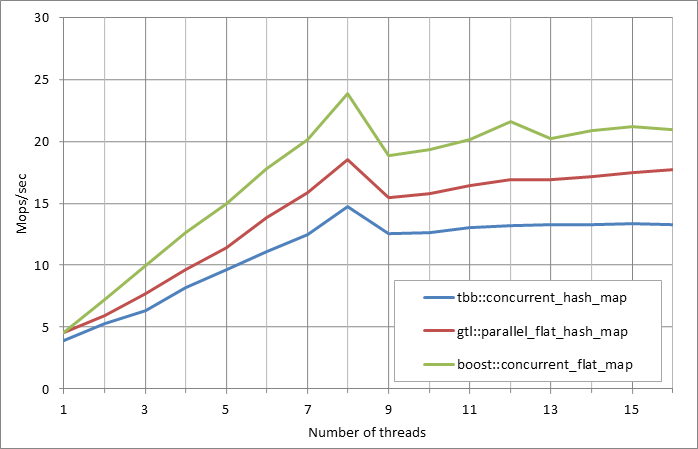 30
25
20
15
10
5
0
Mops/sec
tbb::concurrent_hash_map
gtl::parallel_flat_hash_map
boost::concurrent_flat_map
1 3 5 7 9 11 13 15
Number of threads